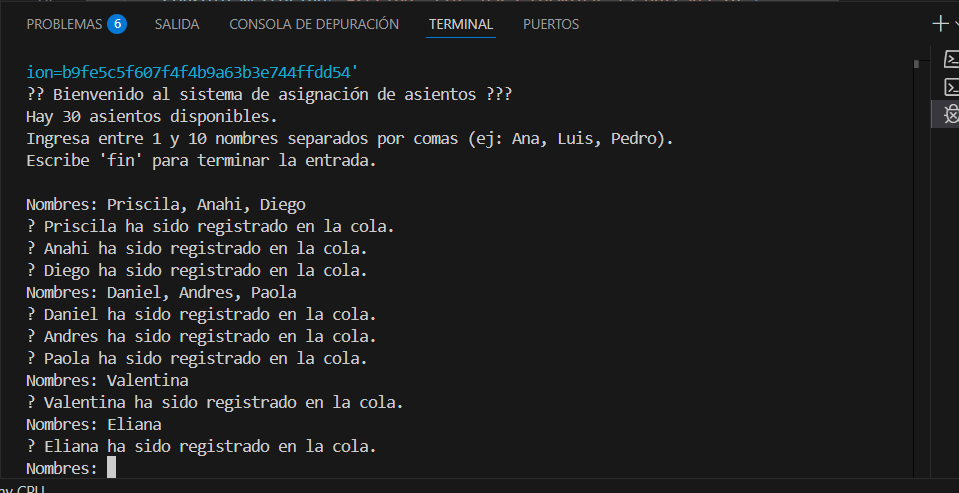 PROBLEMAS 6 SALIDA CONSOLA DE DEPURACIÓN TERMINAL PUERTOS
ion=b9fe5c5f607f4f4b9a63b3e744ffdd54'
?? Bienvenido al sistema de asignación de asientos ???
Hay 30 asientos disponibles.
Ingresa entre 1 y 10 nombres separados por comas (ej: Ana, Luis, Pedro).
Escribe 'fin' para terminar la entrada.
Nombres: Priscila, Anahi, Diego
? Priscila ha sido registrado en la cola.
? Anahi ha sido registrado en la cola.
? Diego ha sido registrado en la cola.
Nombres: Daniel, Andres, Paola
? Daniel ha sido registrado en la cola.
? Andres ha sido registrado en la cola.
? Paola ha sido registrado en la cola.
Nombres: Valentina
? Valentina ha sido registrado en la cola.
Nombres: Eliana
? Eliana ha sido registrado en la cola.
Nombres:
ny CPU